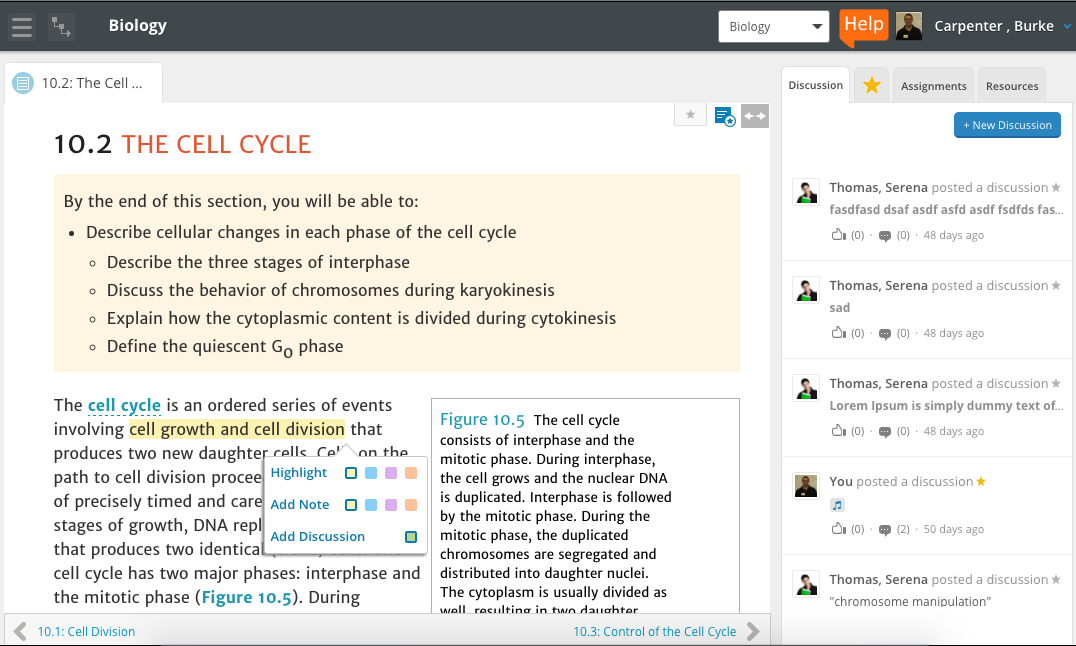 Biology
Biology
Help
Carpenter , Burke
10.2: The Cell ...
10.2 THE CELL CYCLE
By the end of this section, you will be able to:
• Describe cellular changes in each phase of the cell cycle
◦ Describe the three stages of interphase
◦ Discuss the behavior of chromosomes during karyokinesis
◦ Explain how the cytoplasmic content is divided during cytokinesis
◦ Define the quiescent G0 phase
The cell cycle is an ordered series of events
involving cell growth and cell division that
produces two new daughter cells. Cells on the
path to cell division procee
of precisely timed and care
stages of growth, DNA repl
that produces two identical
cell cycle has two major phases: interphase and
the mitotic phase (Figure 10.5). During
Highlight
Add Note
Add Discussion
Figure 10.5 The cell cycle
consists of interphase and the
mitotic phase. During interphase,
the cell grows and the nuclear DNA
is duplicated. Interphase is followed
by the mitotic phase. During the
mitotic phase, the duplicated
chromosomes are segregated and
distributed into daughter nuclei.
The cytoplasm is usually divided as
well, resulting in two daughter
10.1: Cell Division
10.3: Control of the Cell Cycle
Discussion
Assignments
Resources
+ New Discussion
Thomas, Serena posted a discussion
fasdfasd dsaf asdf asfd asdf fsdfds fas...
(0) · (0) · 48 days ago
Thomas, Serena posted a discussion
sad
(0) · (0) · 48 days ago
Thomas, Serena posted a discussion
Lorem Ipsum is simply dummy text of...
(0) · (0) · 48 days ago
You posted a discussion
(0) · (2) · 50 days ago
Thomas, Serena posted a discussion
"chromosome manipulation"